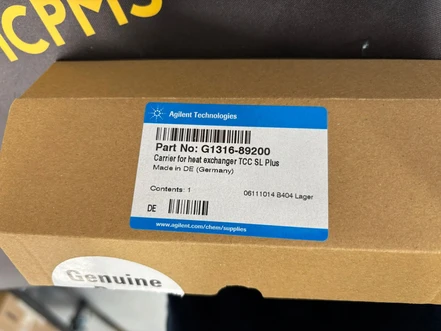 ICPMS
Agilent Technologies
Part No: G1316-89200
Carrier for heat exchanger TCC SL Plus
Made in DE (Germany)
Contents: 1
06111014 8404 Lager
DE
www.agilent.com/chem/supplies
Genuine